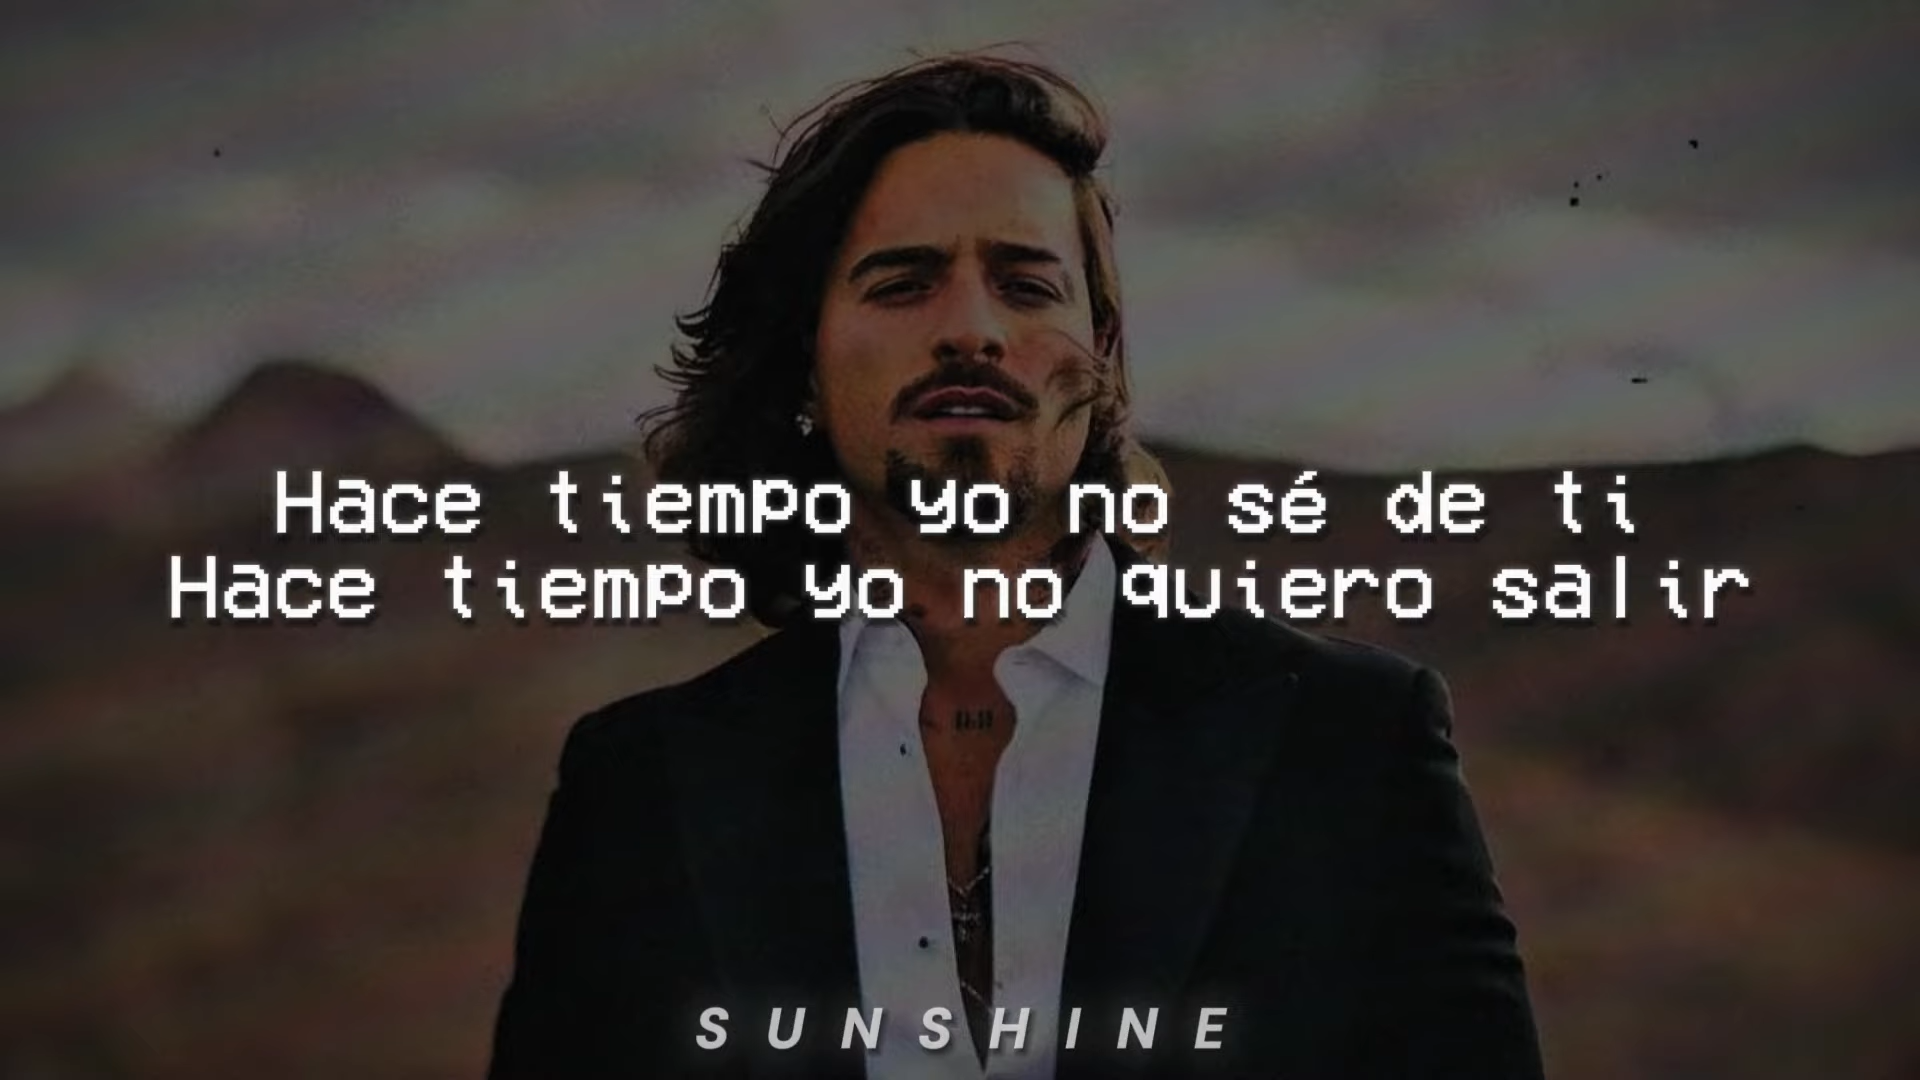 Hace tiempo yo no sé de ti
Hace tiempo yo no quiero salir
SUNSHINE